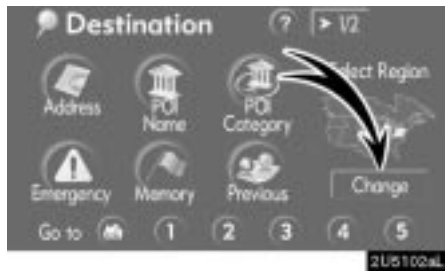 Destination ? > 1/2
Select Region
Address POI Name POI Category
Emergency Memory Previous Change
Go to 1 2 3 4 5
2U5102aL